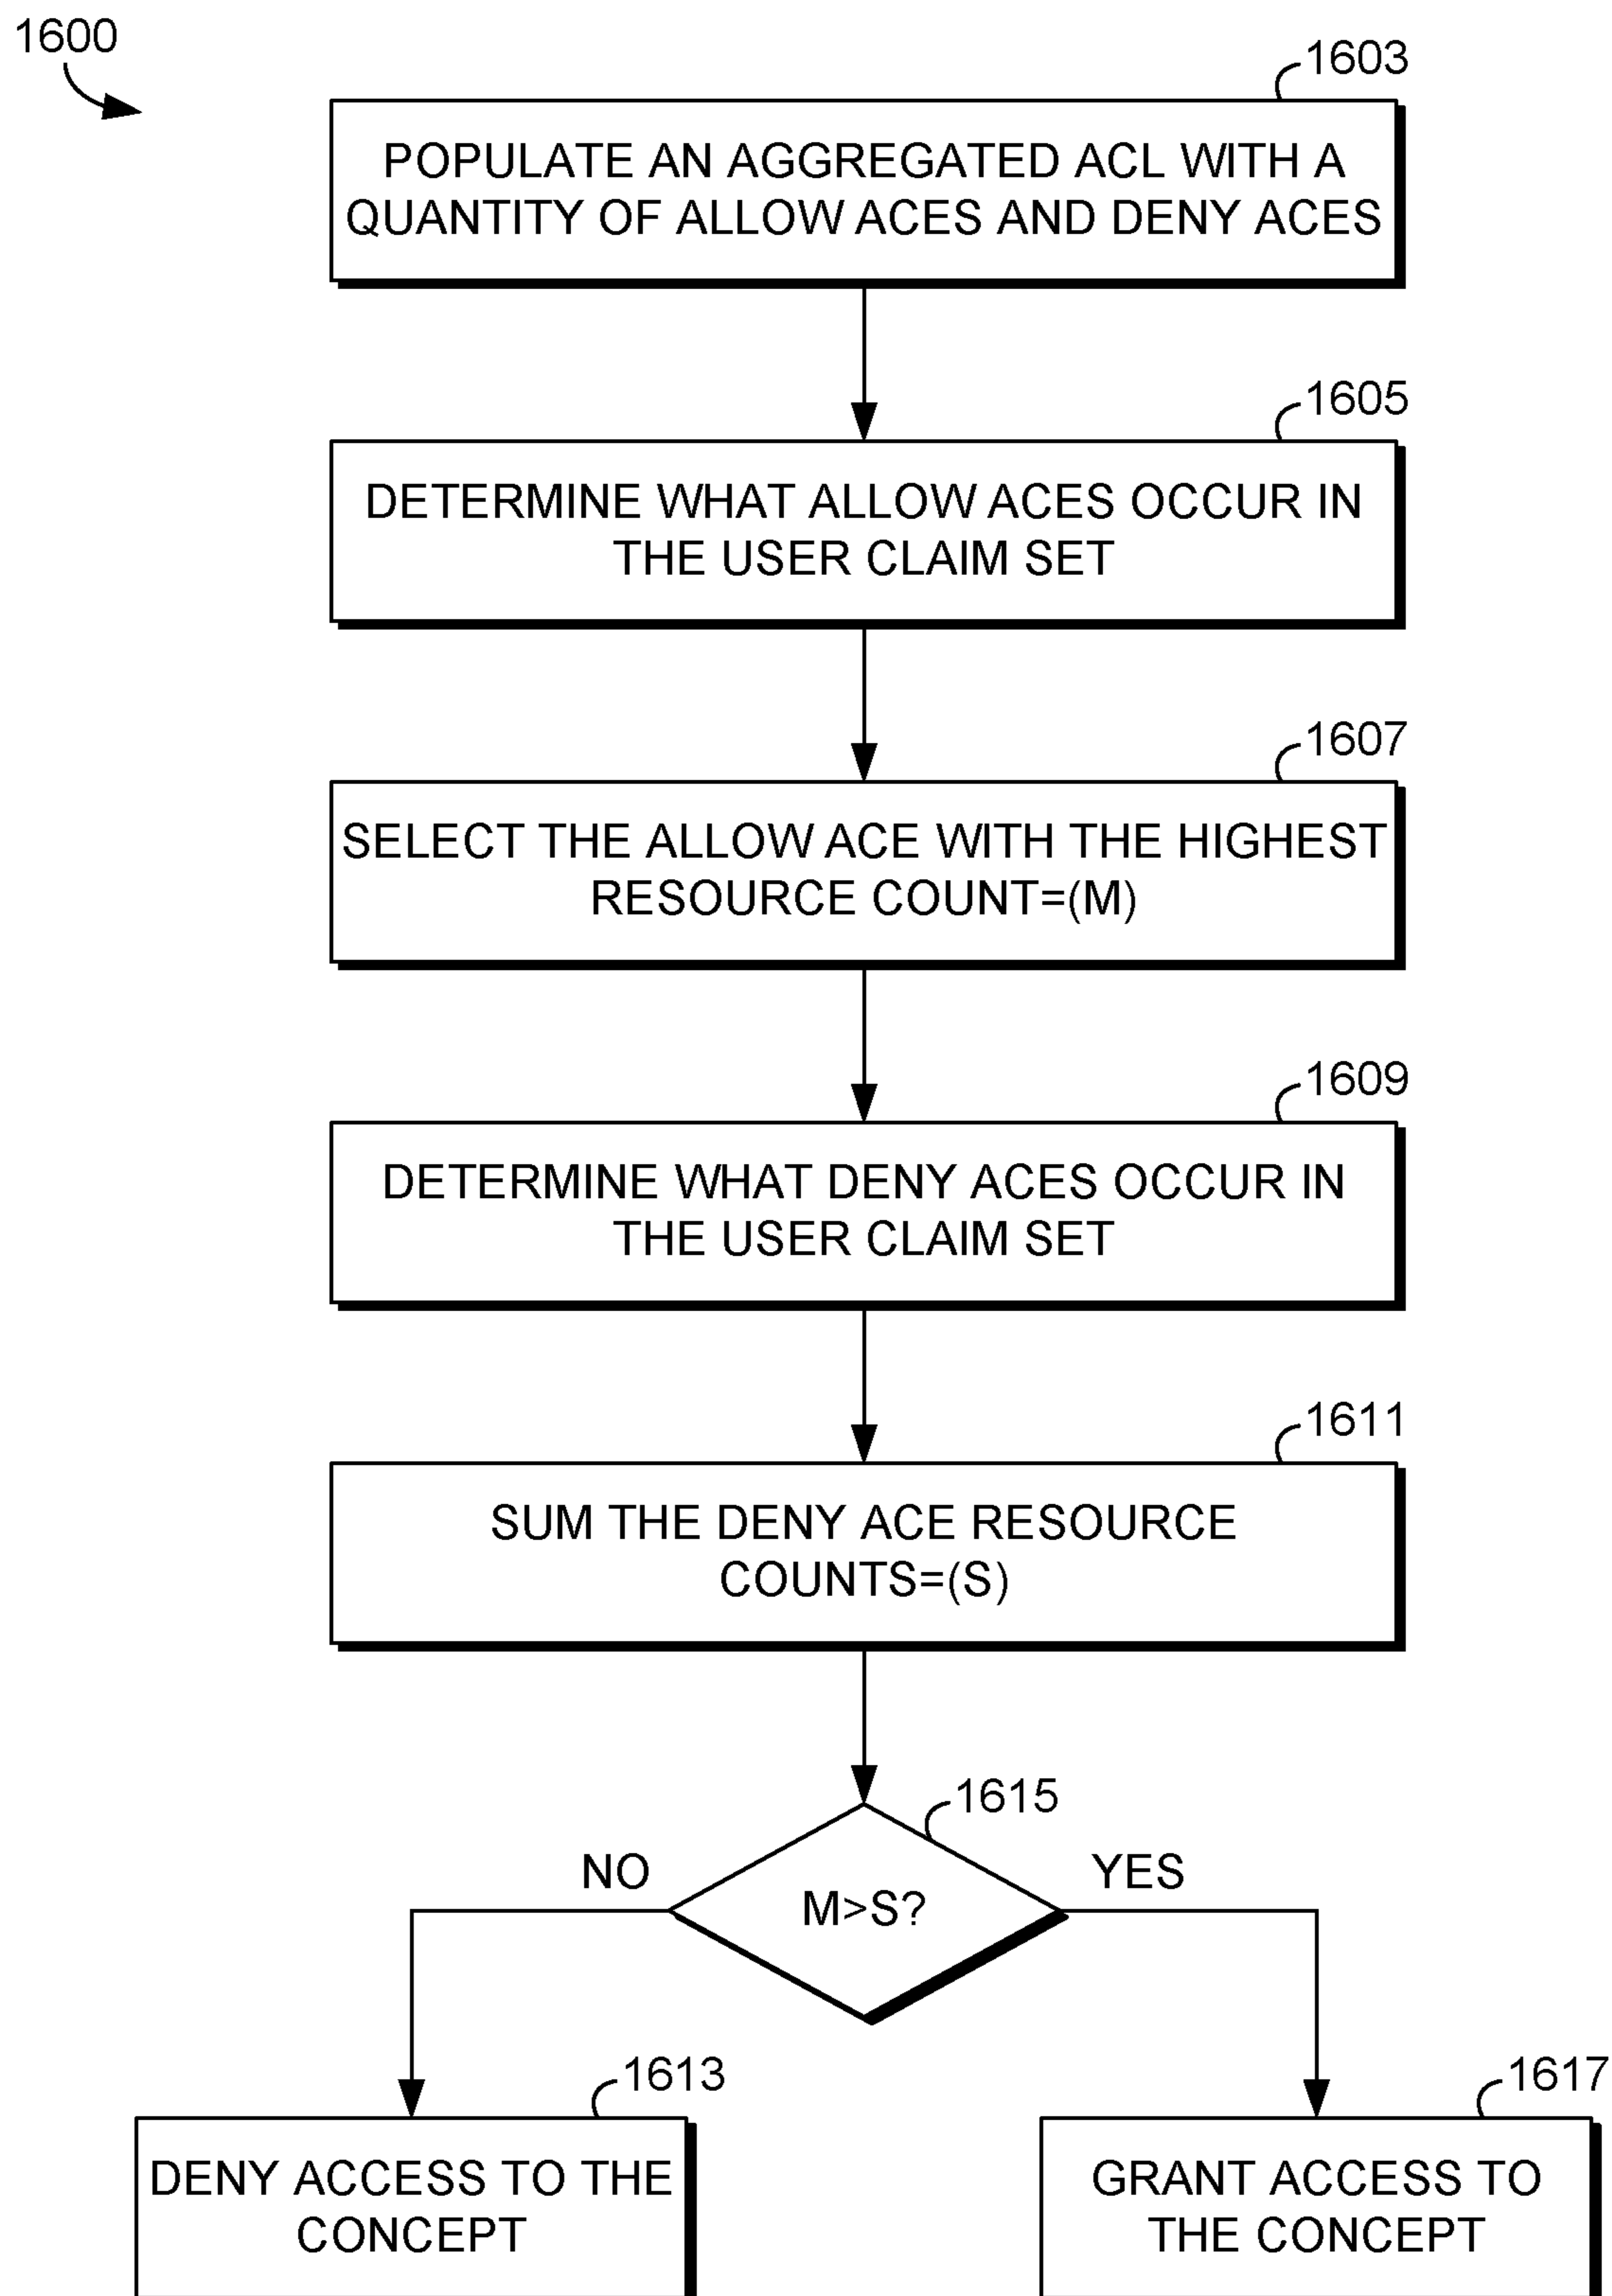 1600
1603
POPULATE AN AGGREGATED ACL WITH A
QUANTITY OF ALLOW ACES AND DENY ACES
1605
DETERMINE WHAT ALLOW ACES OCCUR IN
THE USER CLAIM SET
1607
SELECT THE ALLOW ACE WITH THE HIGHEST
RESOURCE COUNT=(M)
1609
DETERMINE WHAT DENY ACES OCCUR IN
THE USER CLAIM SET
1611
SUM THE DENY ACE RESOURCE
COUNTS=(S)
1615
NO
YES
M>S?
1613
DENY ACCESS TO THE
CONCEPT
1617
GRANT ACCESS TO
THE CONCEPT